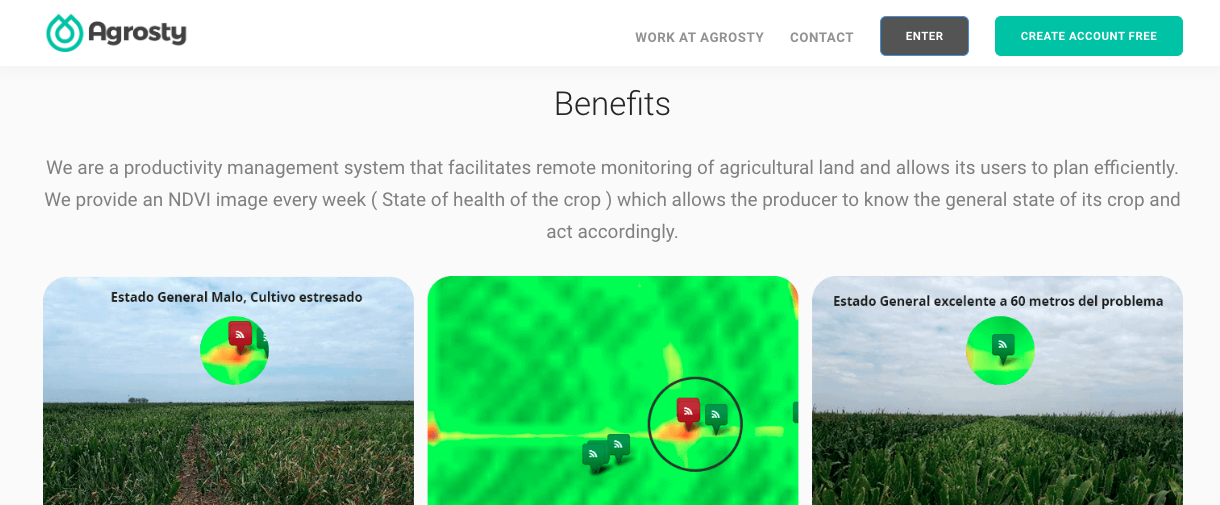 Agrosty
WORK AT AGROSTY
CONTACT
ENTER
CREATE ACCOUNT FREE
Benefits
We are a productivity management system that facilitates remote monitoring of agricultural land and allows its users to plan efficiently.
We provide an NDVI image every week ( State of health of the crop ) which allows the producer to know the general state of its crop and
act accordingly.
Estado General Malo, Cultivo estresado
Estado General excelente a 60 metros del problema